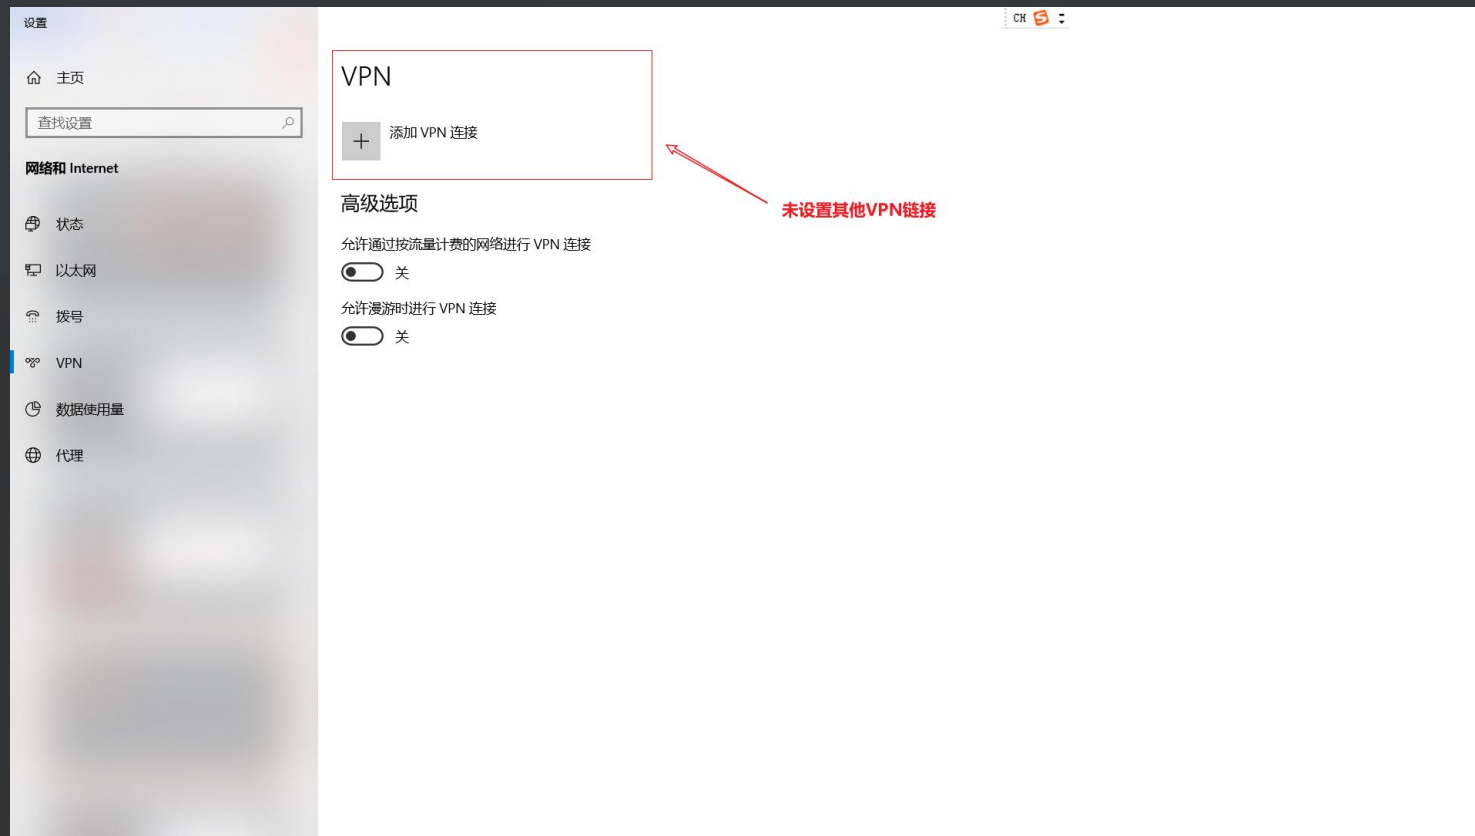 设置
CH
主页
查找设置
网络和 Internet
状态
以太网
拨号
VPN
数据使用量
代理
VPN
添加 VPN 连接
未设置其他VPN链接
高级选项
允许通过按流量计费的网络进行 VPN 连接
关
允许漫游时进行 VPN 连接
关